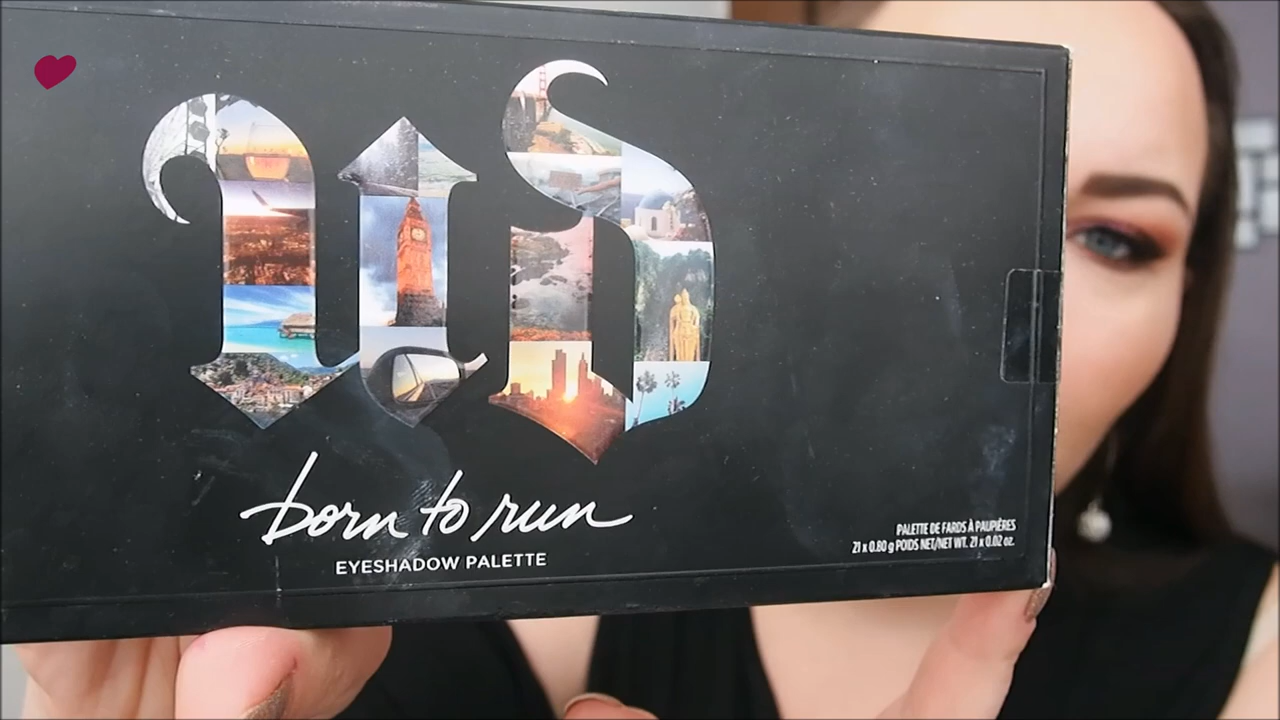 UD
born to run
EYESHADOW PALETTE
PALETTE DE FARDS À PAUPIÈRES
21 x 0.80 g POIDS NET/NET WT. 21 x 0.02 oz.